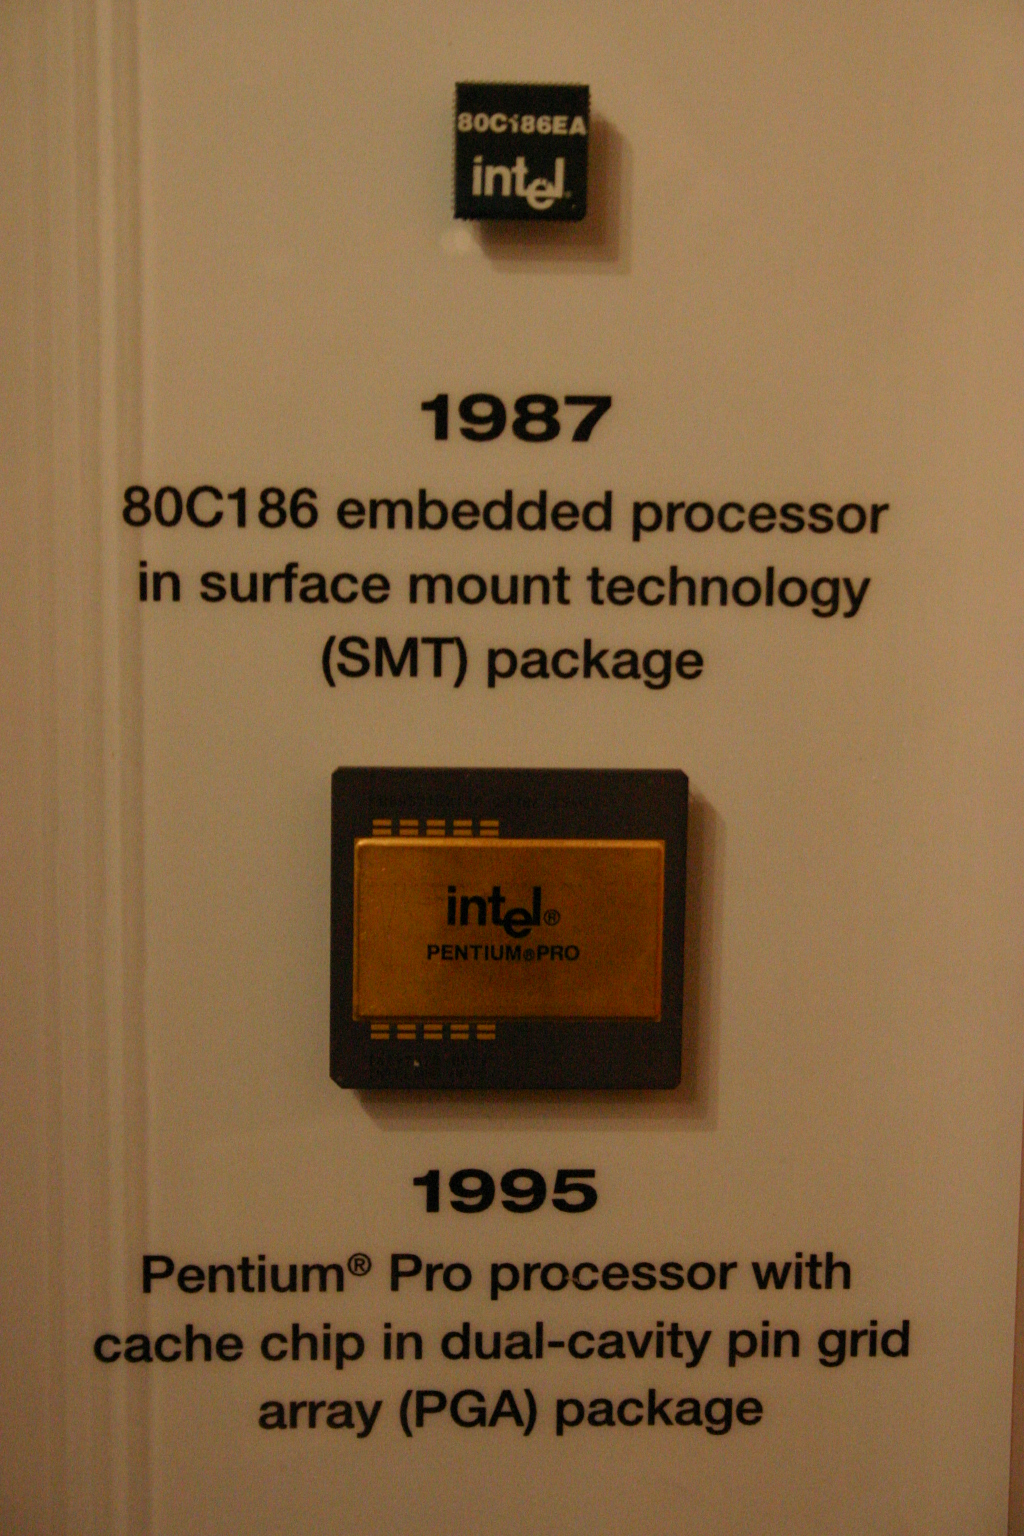 80C186EA
intel
1987
80C186 embedded processor
in surface mount technology
(SMT) package
intel®
PENTIUM®PRO
1995
Pentium® Pro processor with
cache chip in dual-cavity pin grid
array (PGA) package